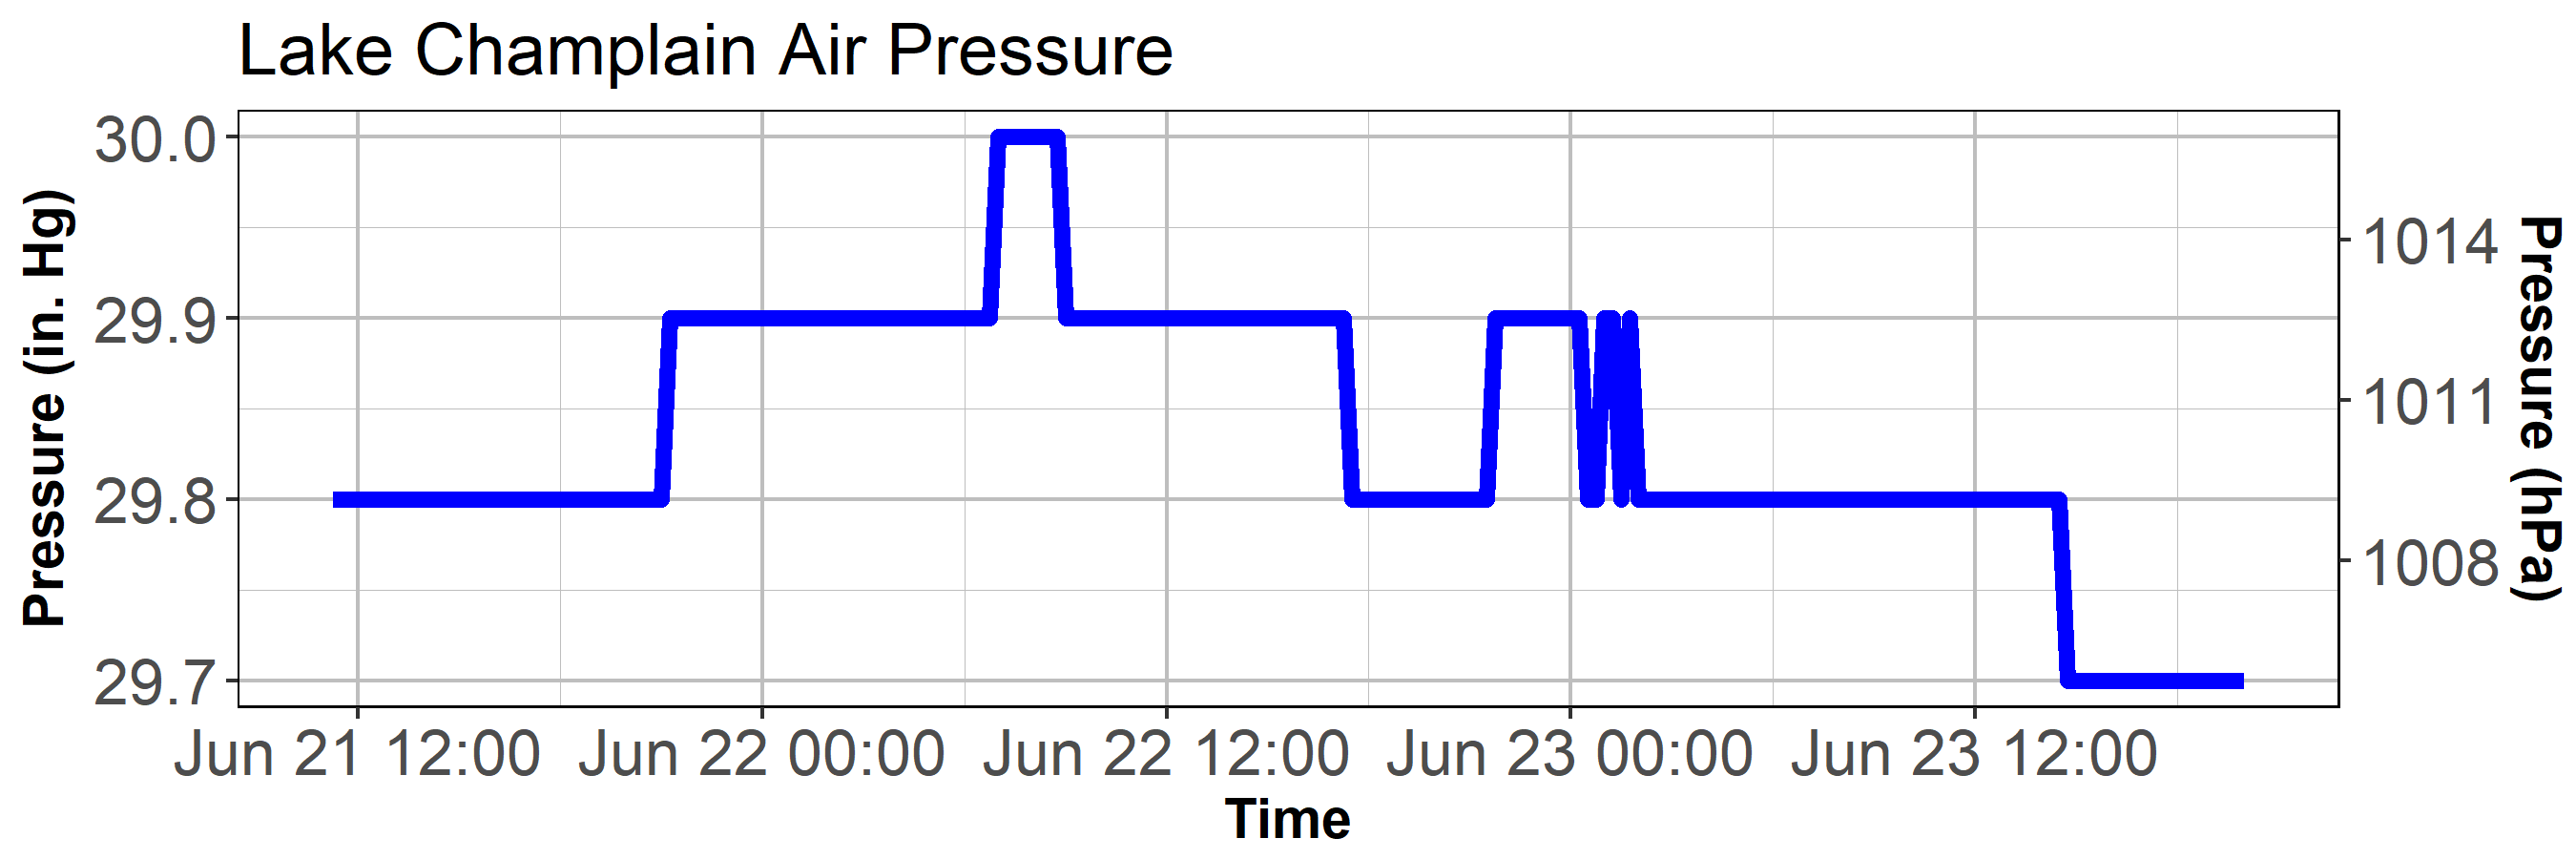 Lake Champlain Air Pressure
Pressure (in. Hg)
30.0
29.9
29.8
29.7
1014
1011
1008
Pressure (hPa)
Jun 21 12:00 Jun 22 00:00 Jun 22 12:00 Jun 23 00:00 Jun 23 12:00
Time